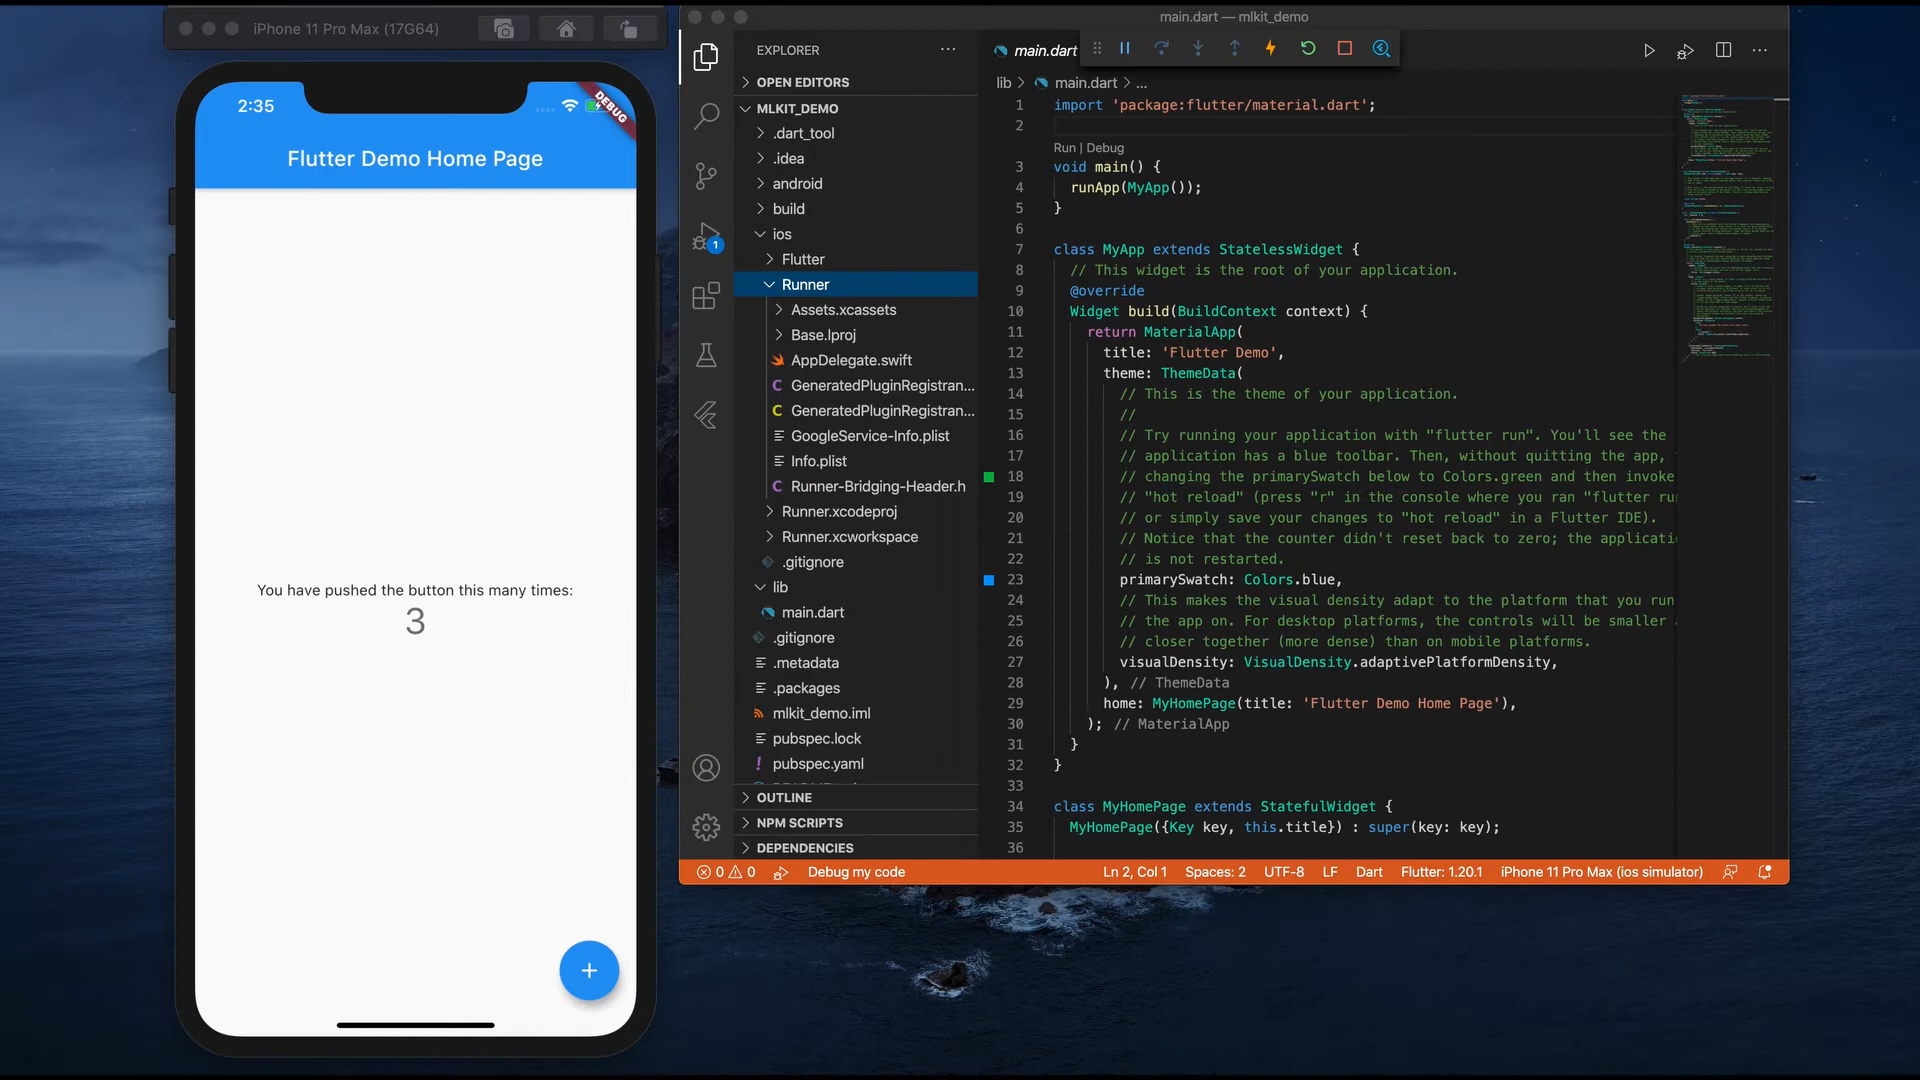 iPhone 11 Pro Max (17G64)
2:35
DEBUG
Flutter Demo Home Page
You have pushed the button this many times:
3
+
main.dart — mlkit_demo
EXPLORER
OPEN EDITORS
MLKIT_DEMO
.dart_tool
.idea
android
build
ios
Flutter
Runner
Assets.xcassets
Base.lproj
AppDelegate.swift
C GeneratedPluginRegistran...
C GeneratedPluginRegistran...
GoogleService-Info.plist
Info.plist
C Runner-Bridging-Header.h
Runner.xcodeproj
Runner.xcworkspace
.gitignore
lib
main.dart
.gitignore
.metadata
.packages
mlkit_demo.iml
pubspec.lock
! pubspec.yaml
OUTLINE
NPM SCRIPTS
DEPENDENCIES
1
main.dart
lib > main.dart > ...
1 import 'package:flutter/material.dart';
2
Run | Debug
3 void main() {
4 runApp(MyApp());
5 }
6
7 class MyApp extends StatelessWidget {
8 // This widget is the root of your application.
9 @override
10 Widget build(BuildContext context) {
11 return MaterialApp(
12 title: 'Flutter Demo',
13 theme: ThemeData(
14 // This is the theme of your application.
15 //
16 // Try running your application with "flutter run". You'll see the
17 // application has a blue toolbar. Then, without quitting the app,
18 // changing the primarySwatch below to Colors.green and then invoke
19 // "hot reload" (press "r" in the console where you ran "flutter ru
20 // or simply save your changes to "hot reload" in a Flutter IDE).
21 // Notice that the counter didn't reset back to zero; the applicati
22 // is not restarted.
23 primarySwatch: Colors.blue,
24 // This makes the visual density adapt to the platform that you run
25 // the app on. For desktop platforms, the controls will be smaller
26 // closer together (more dense) than on mobile platforms.
27 visualDensity: VisualDensity.adaptivePlatformDensity,
28 ), // ThemeData
29 home: MyHomePage(title: 'Flutter Demo Home Page'),
30 ); // MaterialApp
31 }
32 }
33
34 class MyHomePage extends StatefulWidget {
35 MyHomePage({Key key, this.title}) : super(key: key);
36
0 0 Debug my code Ln 2, Col 1 Spaces: 2 UTF-8 LF Dart Flutter: 1.20.1 iPhone 11 Pro Max (ios simulator)